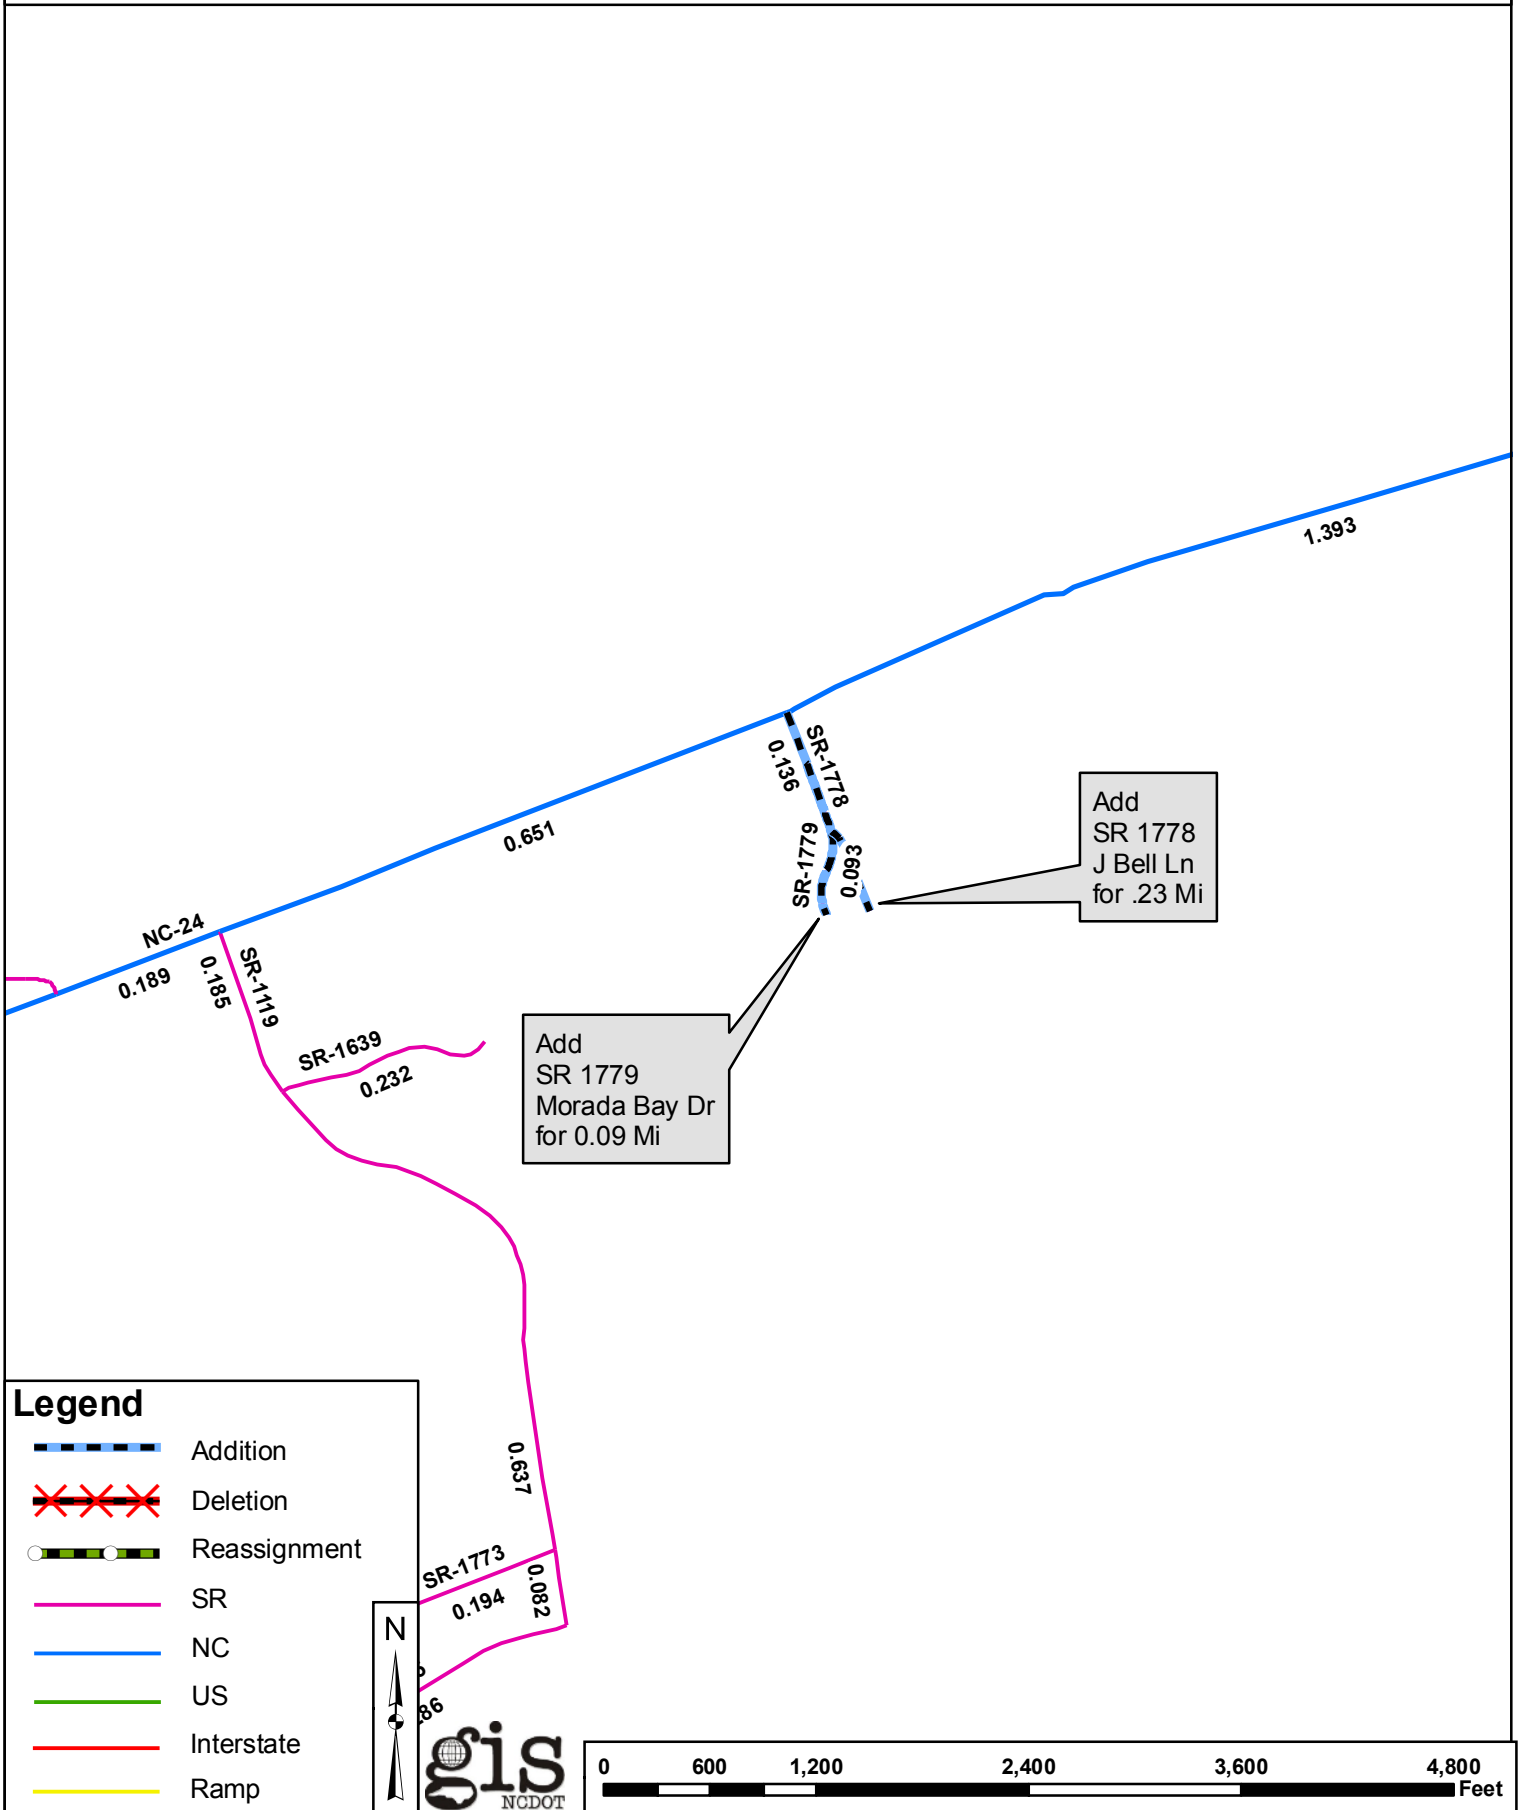 1.393
SR-1778
0.136
0.651
SR-1779
0.093
Add
SR 1778
J Bell Ln
for .23 Mi
NC-24
0.189
SR-1119
0.185
SR-1639
0.232
Add
SR 1779
Morada Bay Dr
for 0.09 Mi
0.637
SR-1773
0.194
0.082
86
Legend
Addition
Deletion
Reassignment
SR
NC
US
Interstate
Ramp
N
gis
NCDOT
0 600 1,200 2,400 3,600 4,800
Feet